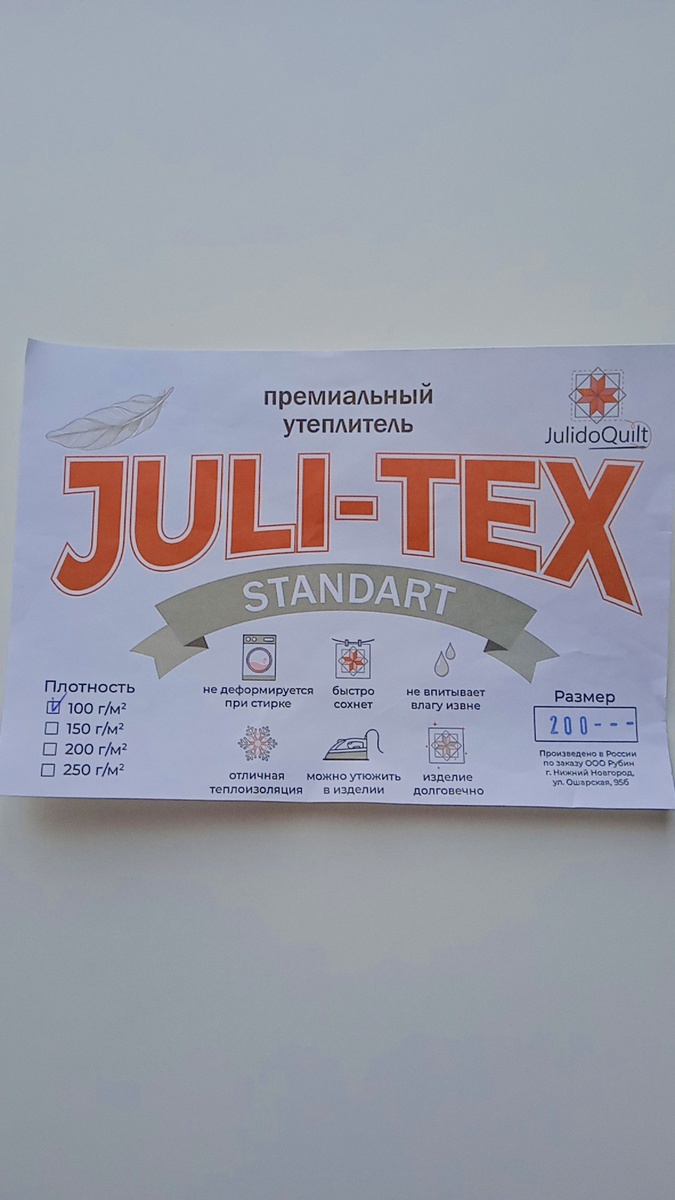 премиальный
утеплитель
JulidoQuilt
JULI-TEX
STANDART
Плотность
100 г/м²
150 г/м²
200 г/м²
250 г/м²
не деформируется
при стирке
быстро
сохнет
не впитывает
влагу извне
отличная
теплоизоляция
можно утюжить
в изделии
изделие
долговечно
Размер
200---
Произведено в России
по заказу ООО Рубин
г. Нижний Новгород,
ул. Ошарская, 95б